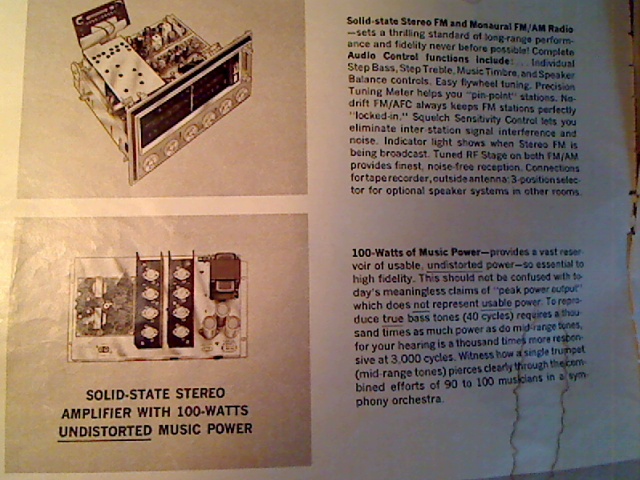 Solid-state Stereo FM and Monaural FM/AM Radio
—sets a thrilling standard of long-range perform-
ance and fidelity never before possible! Complete
Audio Control functions include: . . . Individual
Step Bass, Step Treble, Music Timbre, and Speaker
Balance controls. Easy flywheel tuning. Precision
Tuning Meter helps you "pin-point" stations. No-
drift FM/AFC always keeps FM stations perfectly
"locked-in." Squelch Sensitivity Control lets you
eliminate inter-station signal interference and
noise. Indicator light shows when Stereo FM is
being broadcast. Tuned RF Stage on both FM/AM
provides finest, noise-free reception. Connections
for tape recorder, outside antenna; 3-position selec-
tor for optional speaker systems in other rooms.
100-Watts of Music Power—provides a vast reser-
voir of usable, undistorted power—so essential to
high fidelity. This should not be confused with to-
day's meaningless claims of "peak power output"
which does not represent usable power. To repro-
duce true bass tones (40 cycles) requires a thou-
sand times as much power as do mid-range tones,
for your hearing is a thousand times more respon-
sive at 3,000 cycles. Witness how a single trumpet
(mid-range tones) pierces clearly through the com-
bined efforts of 90 to 100 musicians in a sym-
phony orchestra.
SOLID-STATE STEREO
AMPLIFIER WITH 100-WATTS
UNDISTORTED MUSIC POWER